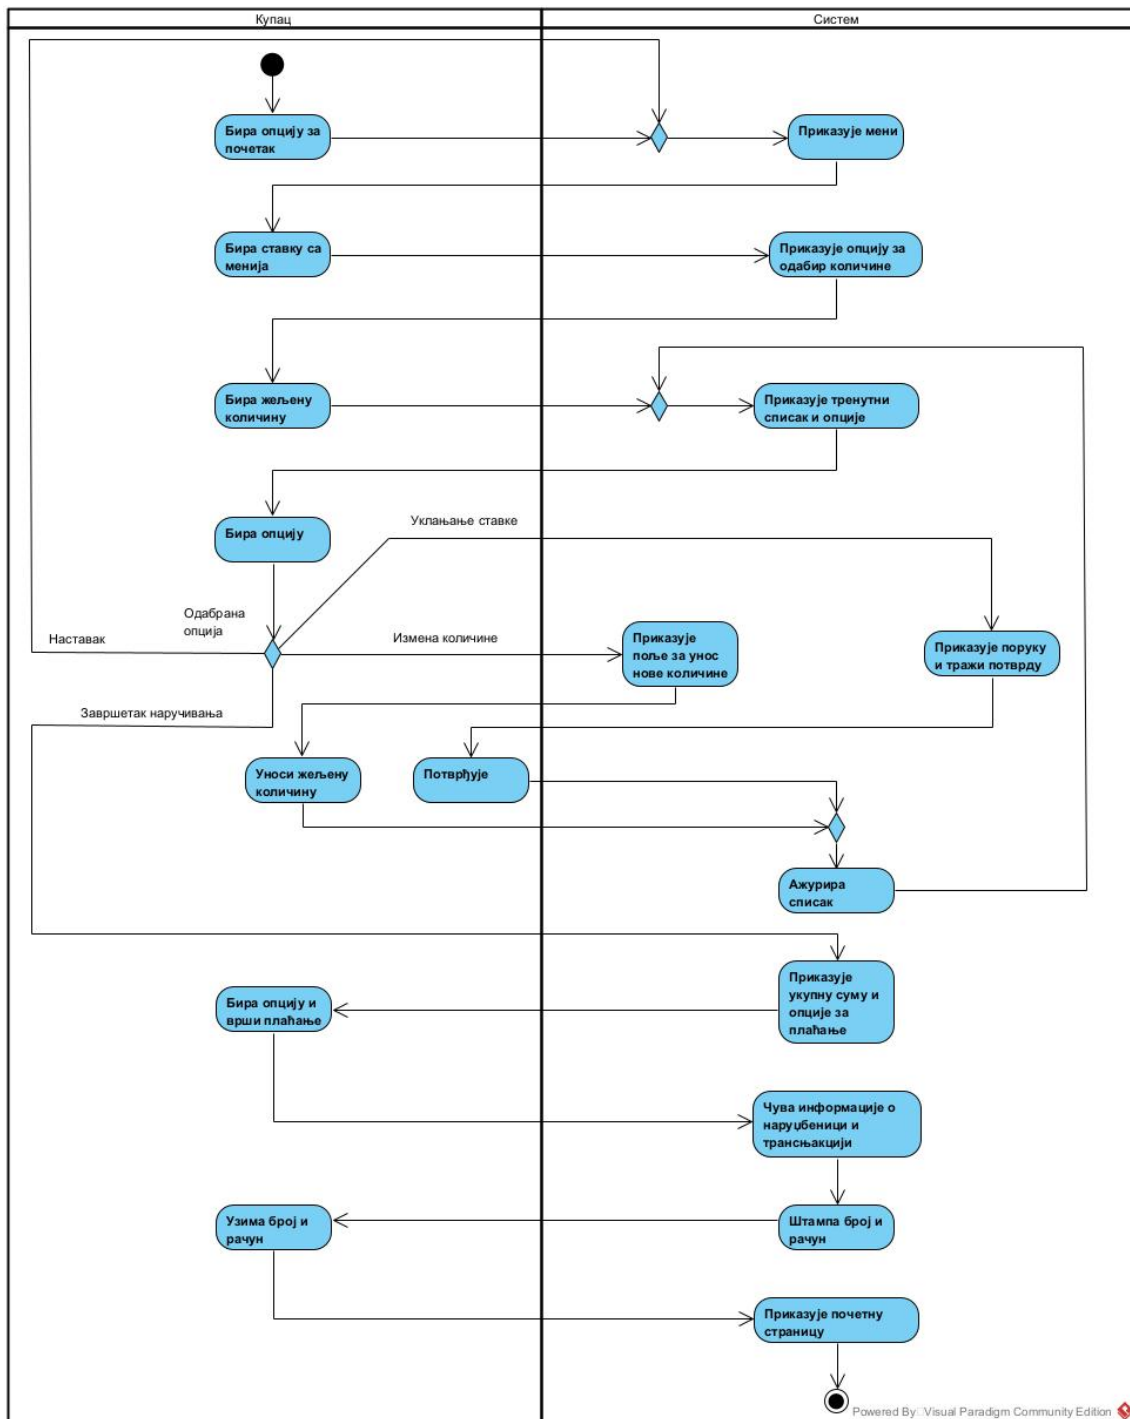 Купац
Систем
Бира опцију за
почетак
Приказује мени
Бира ставку са
менија
Приказује опцију за
одабир количине
Бира жељену
количину
Приказује тренутни
списак и опције
Бира опцију
Уклањање ставке
Одабрана
опција
Наставак
Измена количине
Приказује
поље за унос
нове количине
Приказује поруку
и тражи потврду
Завршетак наручивања
Уноси жељену
количину
Потврђује
Ажурира
списак
Приказује
укупну суму и
опције за
плаћање
Бира опцију и
врши плаћање
Чува информације о
наруџбеници и
трансњакцији
Узима број и
рачун
Штампа број и
рачун
Приказује почетну
страницу
Powered By Visual Paradigm Community Edition